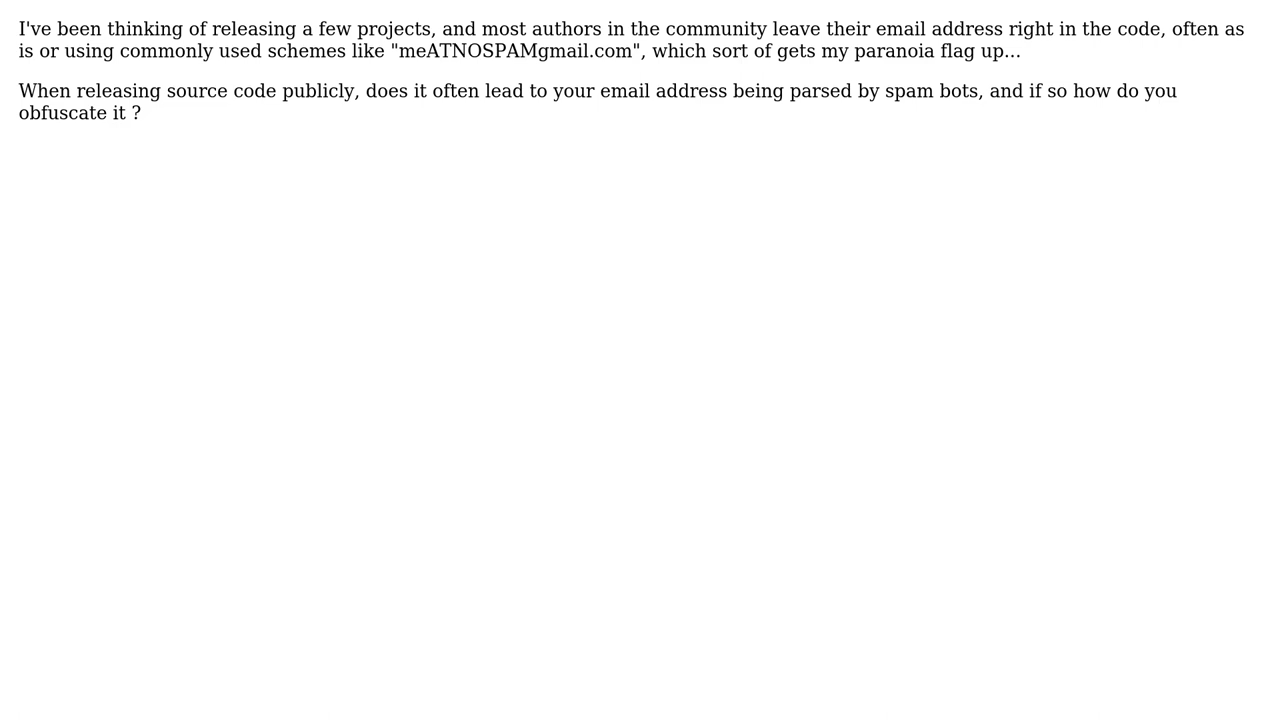 I've been thinking of releasing a few projects, and most authors in the community leave their email address right in the code, often as
is or using commonly used schemes like "meATNOSPAMgmail.com", which sort of gets my paranoia flag up...
When releasing source code publicly, does it often lead to your email address being parsed by spam bots, and if so how do you
obfuscate it ?